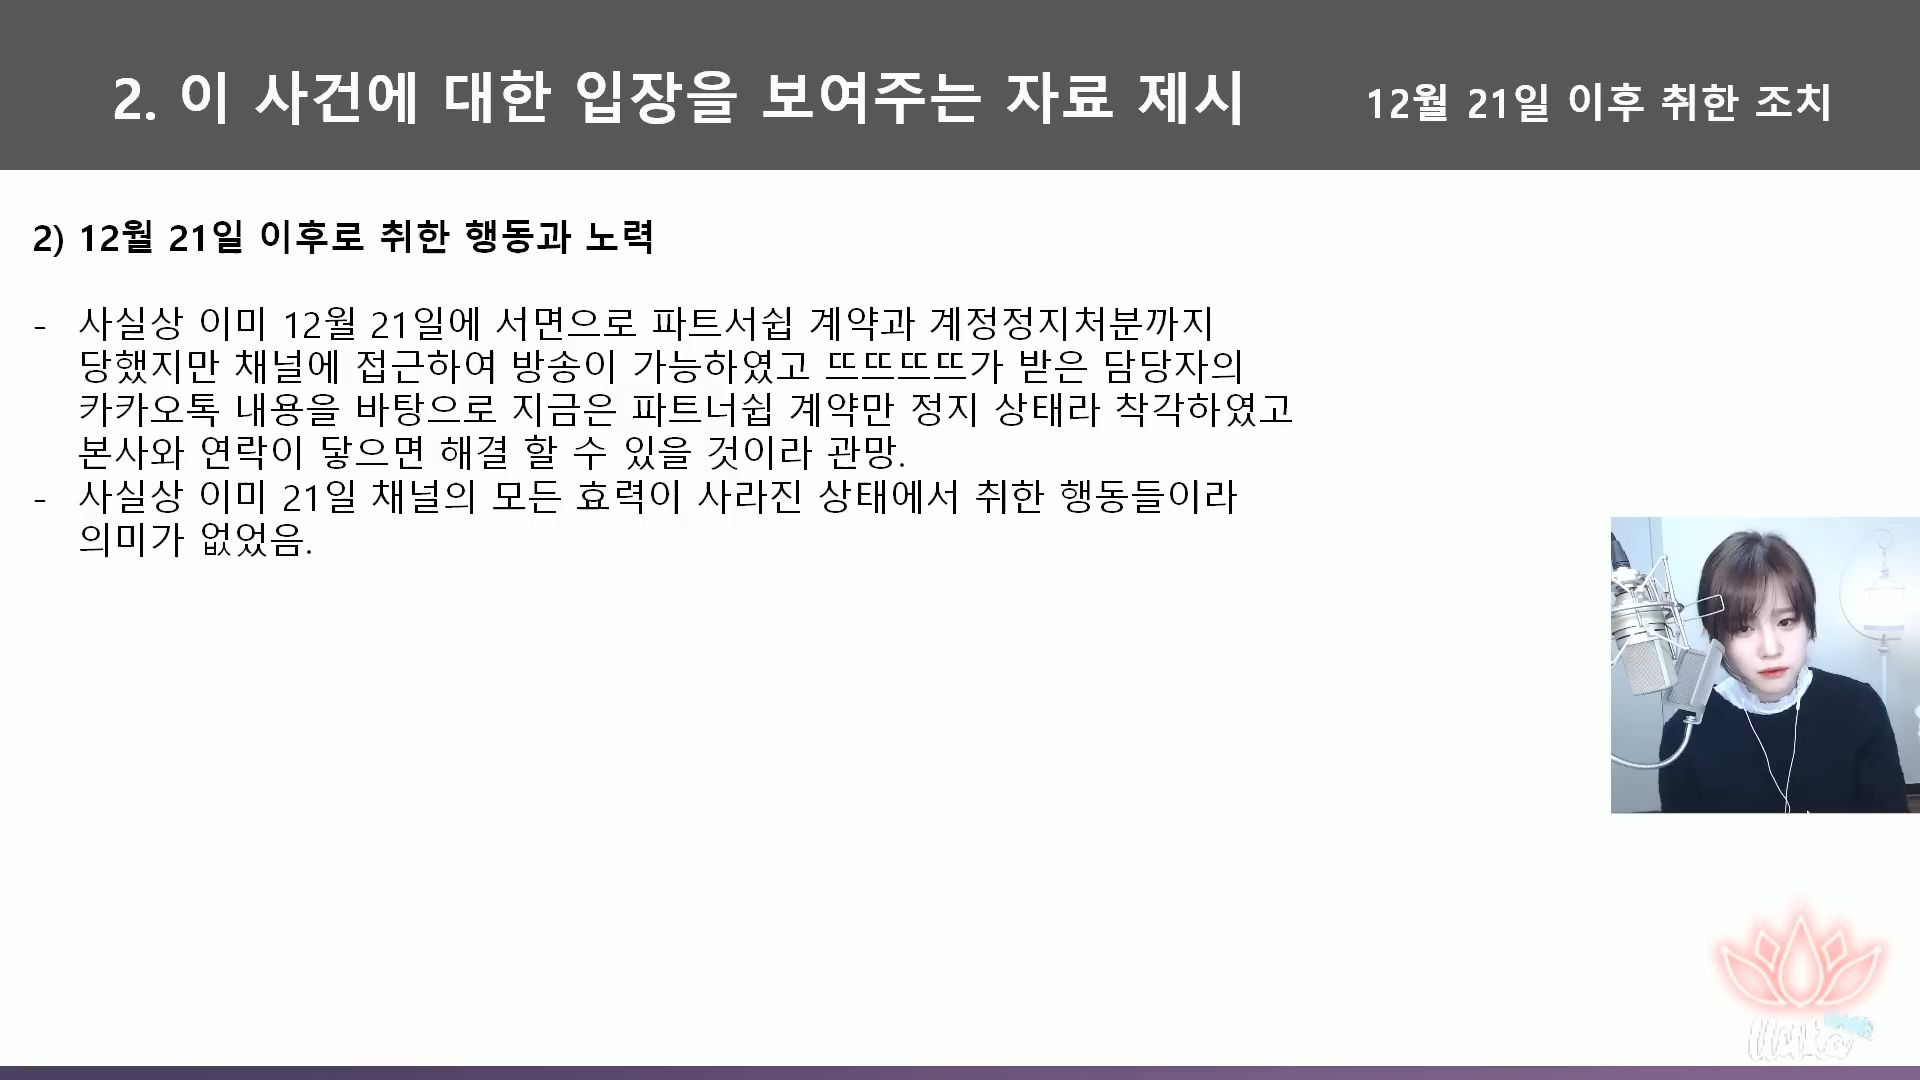 2. 이 사건에 대한 입장을 보여주는 자료 제시
12월 21일 이후 취한 조치
2) 12월 21일 이후로 취한 행동과 노력
- 사실상 이미 12월 21일에 서면으로 파트서쉽 계약과 계정정지처분까지
당했지만 채널에 접근하여 방송이 가능하였고 뜨뜨뜨뜨가 받은 담당자의
카카오톡 내용을 바탕으로 지금은 파트너쉽 계약만 정지 상태라 착각하였고
본사와 연락이 닿으면 해결 할 수 있을 것이라 관망.
- 사실상 이미 21일 채널의 모든 효력이 사라진 상태에서 취한 행동들이라
의미가 없었음.